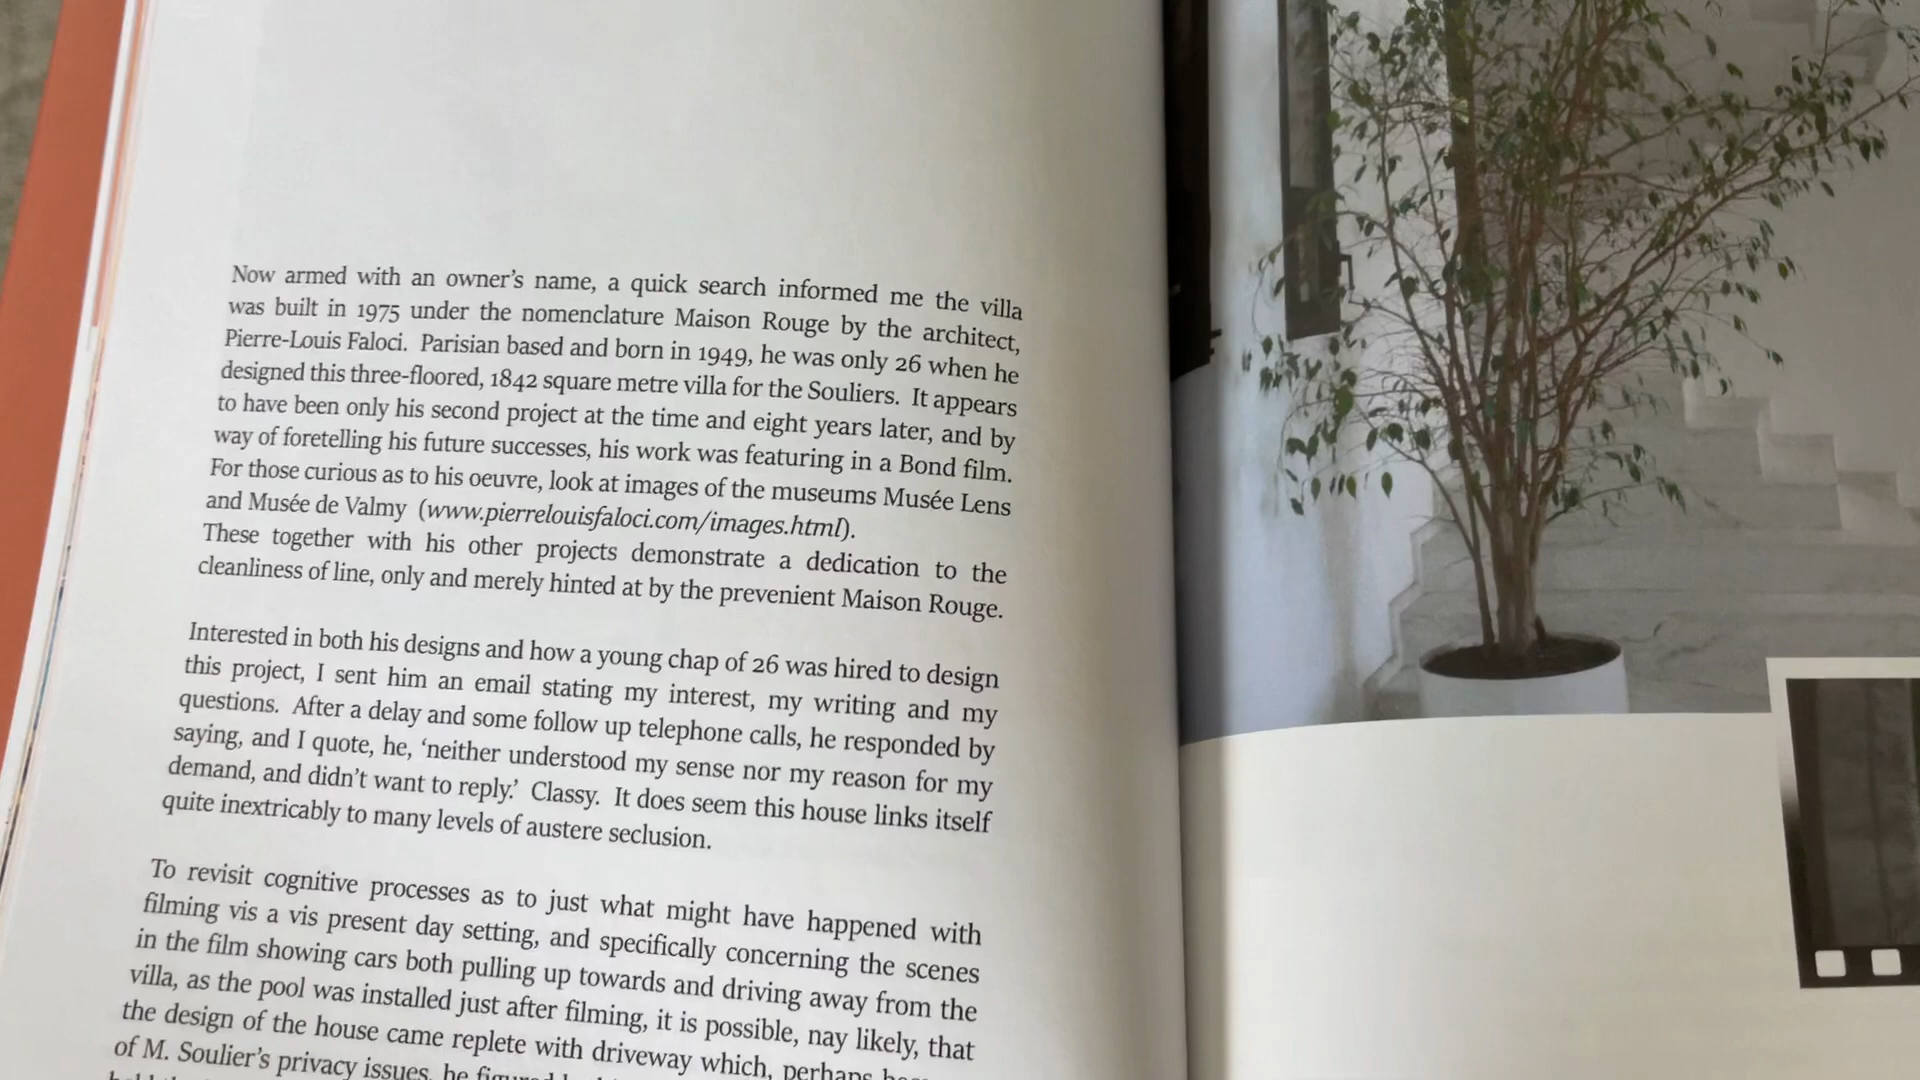 Now armed with an owner's name, a quick search informed me the villa
was built in 1975 under the nomenclature Maison Rouge by the architect,
Pierre-Louis Faloci. Parisian based and born in 1949, he was only 26 when he
designed this three-floored, 1842 square metre villa for the Souliers. It appears
to have been only his second project at the time and eight years later, and by
way of foretelling his future successes, his work was featuring in a Bond film.
For those curious as to his oeuvre, look at images of the museums Musée Lens
and Musée de Valmy (www.pierrelouisfaloci.com/images.html).
These together with his other projects demonstrate a dedication to the
cleanliness of line, only and merely hinted at by the prevenient Maison Rouge.
Interested in both his designs and how a young chap of 26 was hired to design
this project, I sent him an email stating my interest, my writing and my
questions. After a delay and some follow up telephone calls, he responded by
saying, and I quote, he, 'neither understood my sense nor my reason for my
demand, and didn't want to reply.' Classy. It does seem this house links itself
quite inextricably to many levels of austere seclusion.
To revisit cognitive processes as to just what might have happened with
filming vis a vis present day setting, and specifically concerning the scenes
in the film showing cars both pulling up towards and driving away from the
villa, as the pool was installed just after filming, it is possible, nay likely, that
the design of the house came replete with driveway which, perhaps
of M. Soulier's privacy issues, he